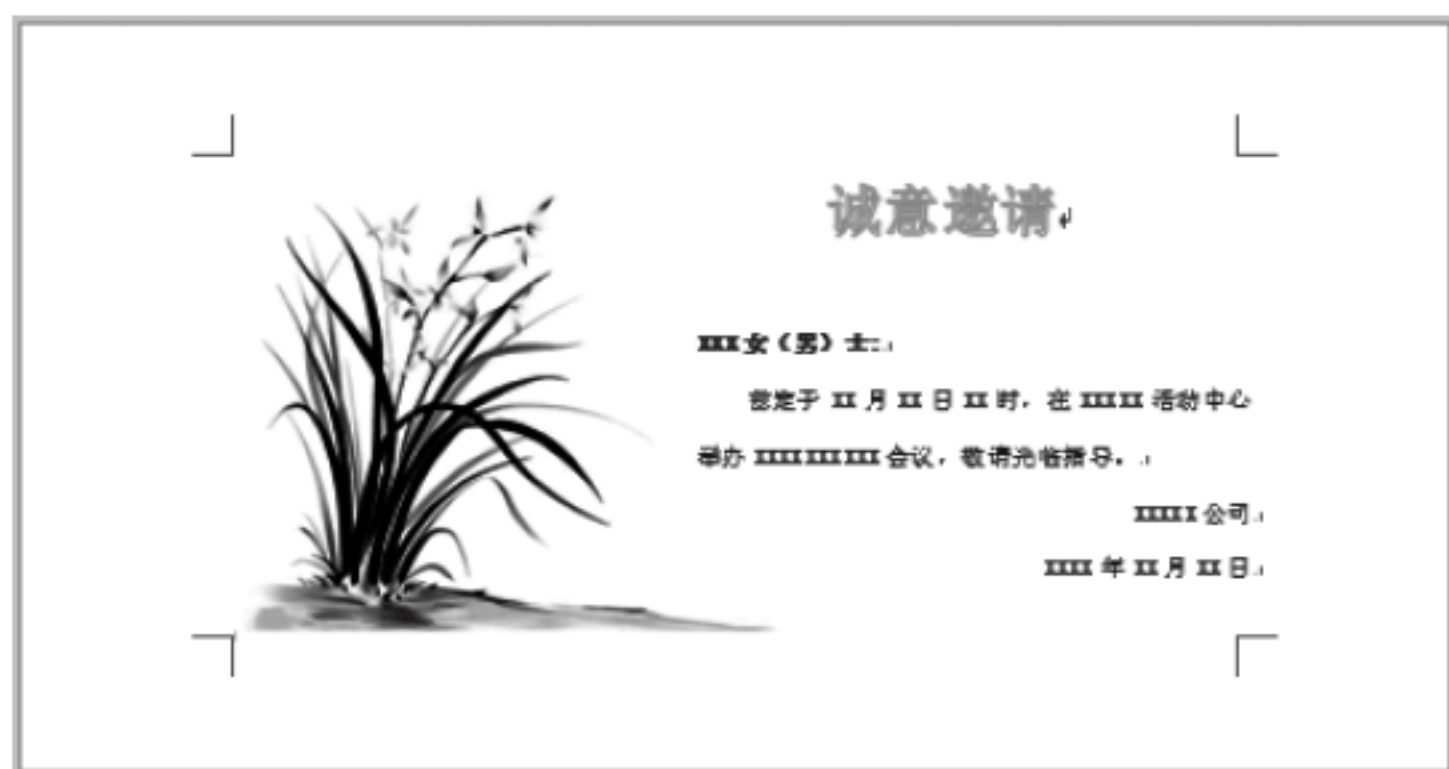 诚意邀请
XXX女(男)士:
兹定于 XX 月 XX 日 XX 时,在 XXXXX 活动中心
举办 XXXXXXXXXX 会议,敬请光临指导。
XXXXX 公司
XXXX 年 XX 月 XX 日